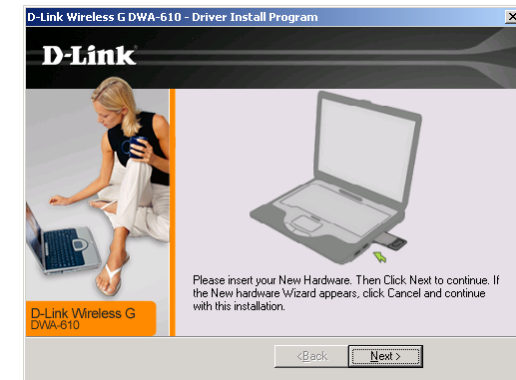 D-Link Wireless G DWA-610 - Driver Install Program
D-Link
Please insert your New Hardware. Then Click Next to continue. If
the New hardware Wizard appears, click Cancel and continue
with this installation.
D-Link Wireless G
DWA-610
<Back
Next >